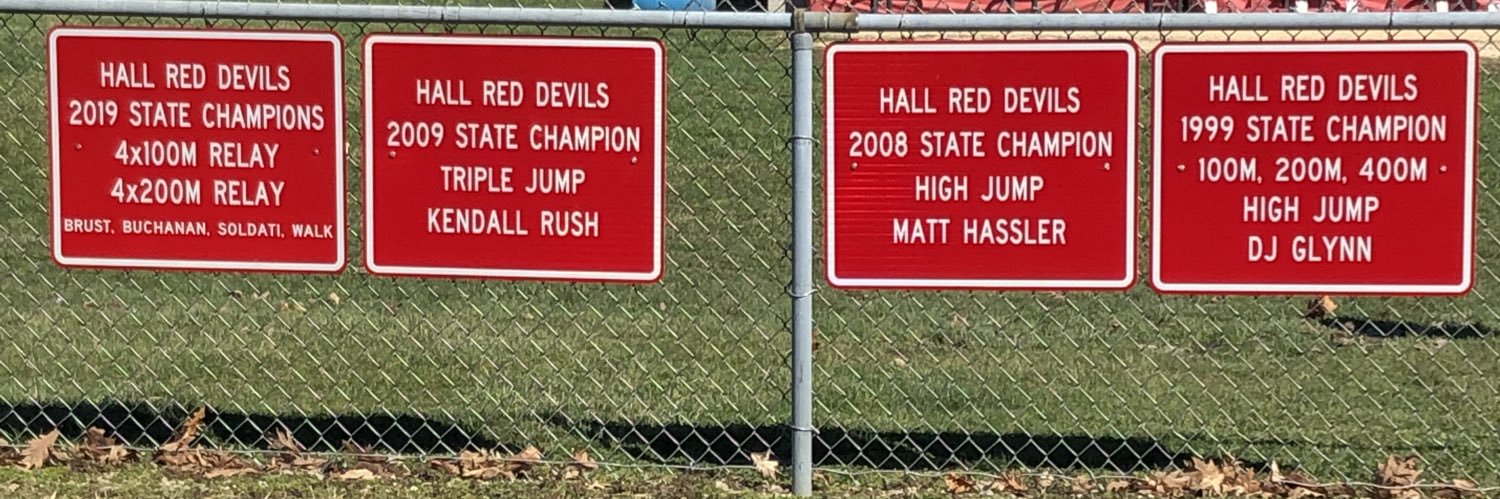 HALL RED DEVILS
2019 STATE CHAMPIONS
4x100M RELAY
4x200M RELAY
BRUST, BUCHANAN, SOLDATI, WALK
HALL RED DEVILS
2009 STATE CHAMPION
TRIPLE JUMP
KENDALL RUSH
HALL RED DEVILS
2008 STATE CHAMPION
HIGH JUMP
MATT HASSLER
HALL RED DEVILS
1999 STATE CHAMPION
100M, 200M, 400M
HIGH JUMP
DJ GLYNN